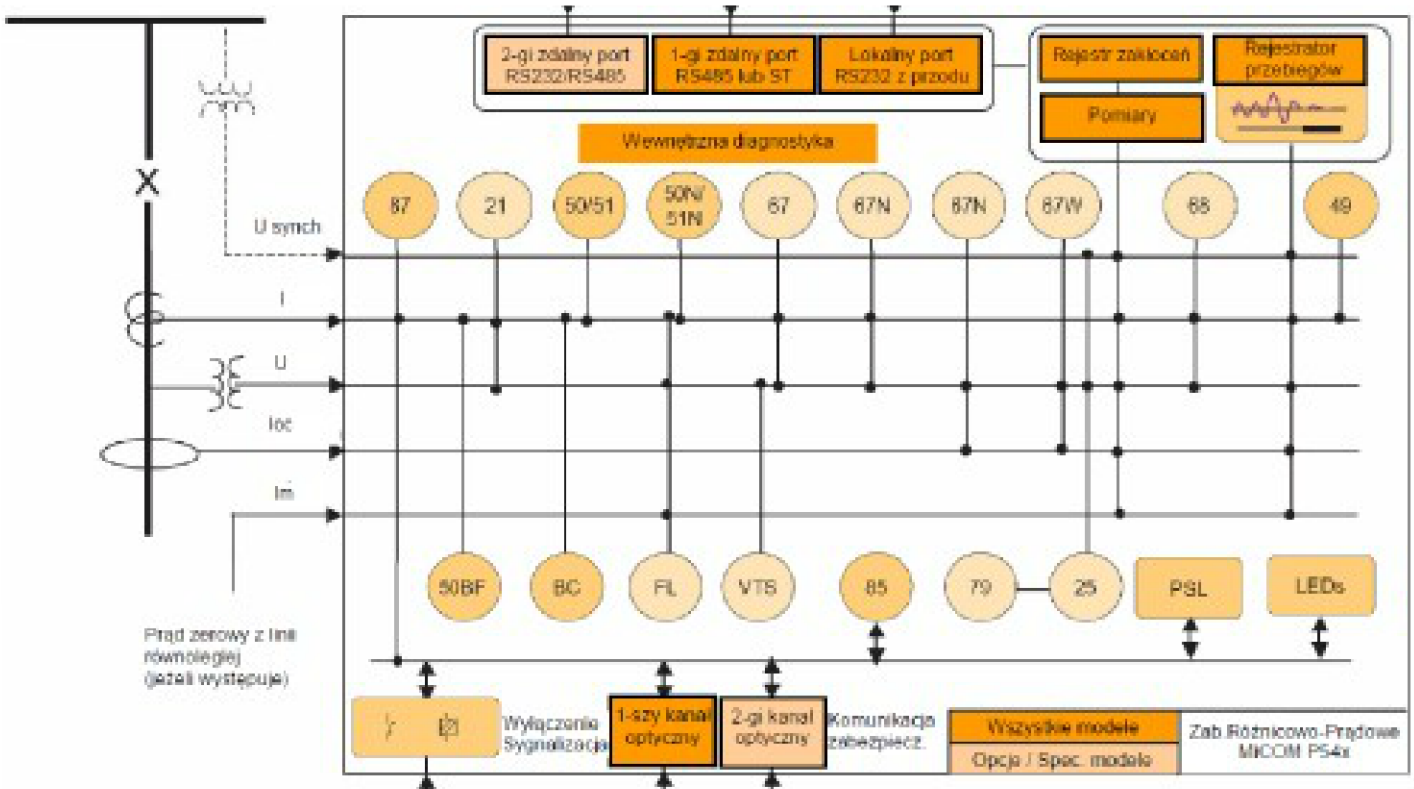 2-gi zdalny port
RS232/RS485
1-gi zdalny port
RS485 lub ST
Lokalny port
RS232 z przodu
Rejestr zakłóceń
Rejestrator
przebiegów
Pomiary
Wewnętrzna diagnostyka
X
87
21
50/51
50N/
51N
67
67N
67N
67W
68
49
U synch
I
U
Ioc
Im
50BF
BC
FL
VTS
85
79
25
PSL
LEDs
Prąd zerowy z linii
równoległej
(jeżeli występuje)
Wyłączenie
Sygnalizacja
1-szy kanał
optyczny
2-gi kanał
optyczny
Komunikacja
zabezpiecz.
Wszystkie modele
Opcje / Spec. modele
Zab.Różnicowo-Prądowe
MiCOM P54x